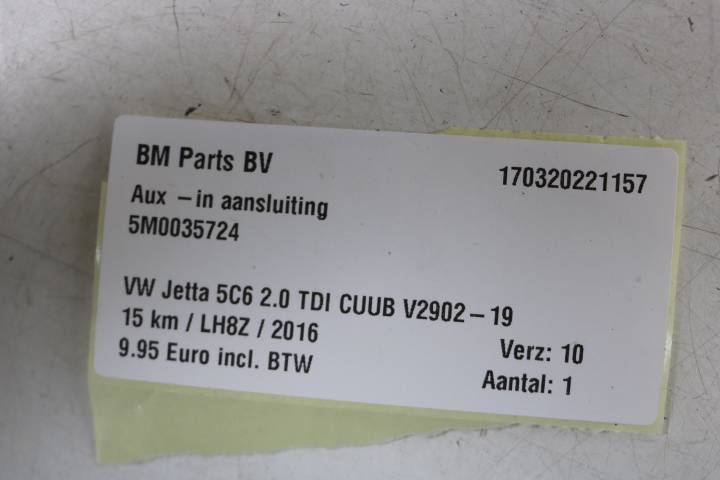 BM Parts BV 170320221157
Aux -in aansluiting
5M0035724
VW Jetta 5C6 2.0 TDI CUUB V2902-19
15 km / LH8Z / 2016 Verz: 10
9.95 Euro incl. BTW Aantal: 1